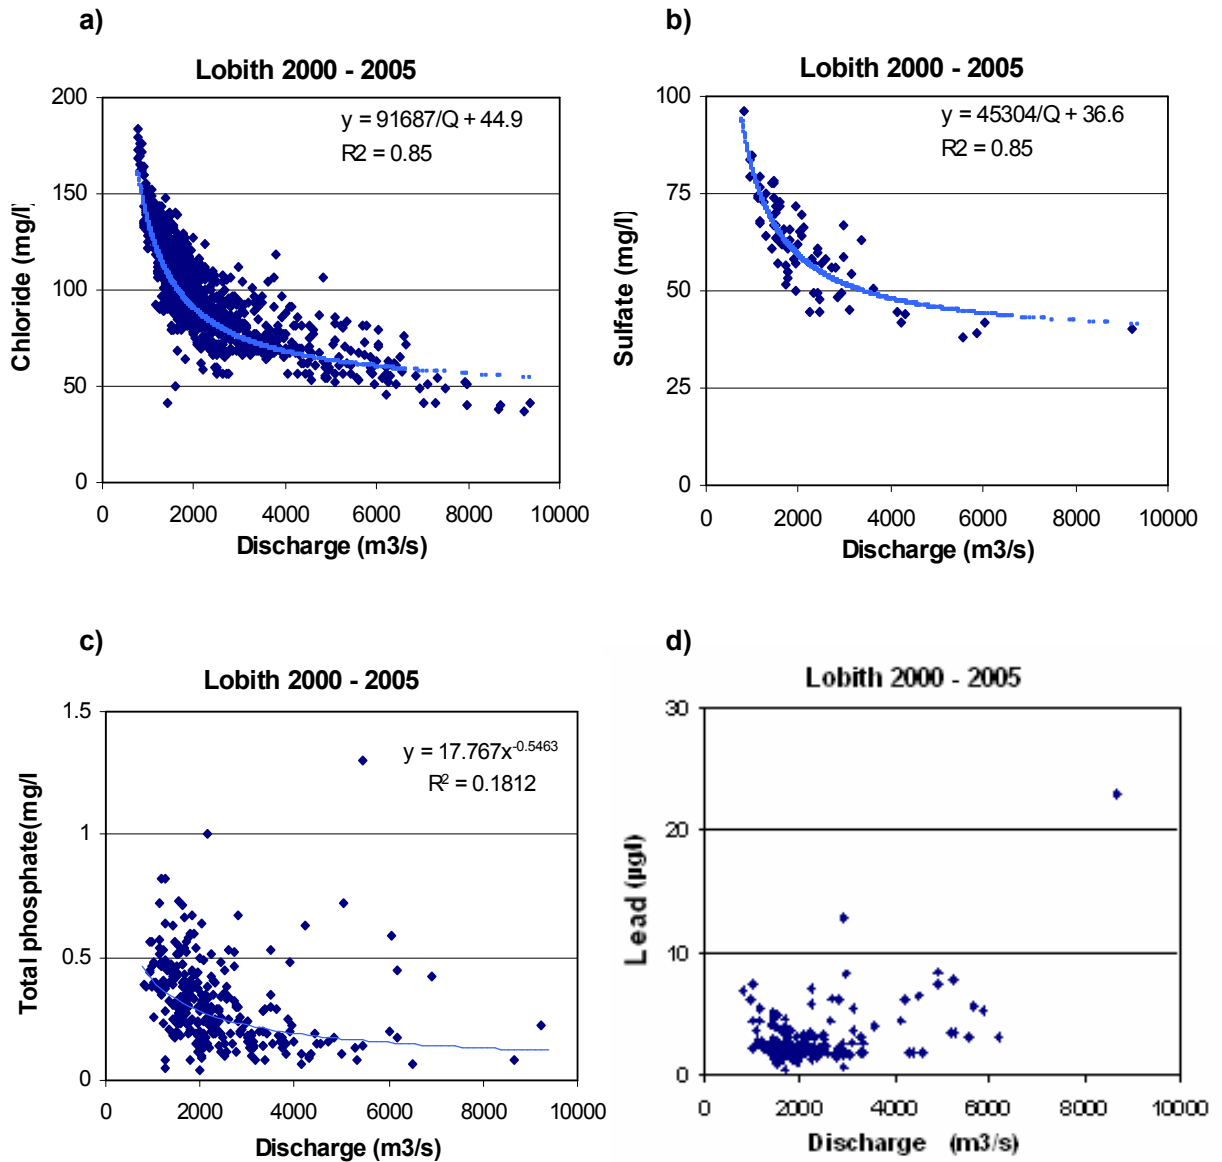 a)
Lobith 2000 - 2005
y = 91687/Q + 44.9
R2 = 0.85
Chloride (mg/l)
200
150
100
50
0
0 2000 4000 6000 8000 10000
Discharge (m3/s)
b)
Lobith 2000 - 2005
y = 45304/Q + 36.6
R2 = 0.85
Sulfate (mg/l)
100
75
50
25
0
0 2000 4000 6000 8000 10000
Discharge (m3/s)
c)
Lobith 2000 - 2005
y = 17.767x^-0.5463
R² = 0.1812
Total phosphate(mg/l
1.5
1
0.5
0
0 2000 4000 6000 8000 10000
Discharge (m3/s)
d)
Lobith 2000 - 2005
Lead (µg/l)
30
20
10
0
0 2000 4000 6000 8000 10000
Discharge (m3/s)